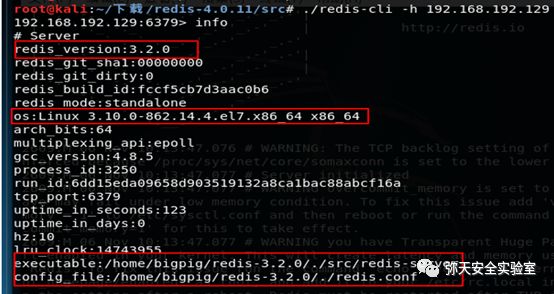 root@kali:~/下载/redis-4.0.11/src# ./redis-cli -h 192.168.192.129
192.168.192.129:6379> info
http://redis.io
# Server
redis_version:3.2.0
redis_git_sha1:00000000
redis_git_dirty:0
redis_build_id:fccf5cb7d3aac0b6
redis_mode:standalone
os:Linux 3.10.0-862.14.4.el7.x86_64 x86_64
arch_bits:64
multiplexing_api:epoll
47.076 # WARNING: The TCP backlog setting of
gcc_version:4.8.5
/proc/sys/net/core/somaxconn is set to the lower
process_id:3250
run_id:6dd15eda09658d903519132a8ca1bac88abcf16a
tcp_port:6379
under low memory condition. To fix this issue add
uptime_in_seconds:123
sysctl.conf and then reboot or run the command
uptime_in_days:0
for this to take effect.
hz:10
06 Nov 10:13:47.077 # WARNING you have Transparent Huge Pa
lru_clock:14743955
executable:/home/bigpig/redis-3.2.0/./src/redis-server
config_file:/home/bigpig/redis-3.2.0/./redis.conf
邻天安全实验室